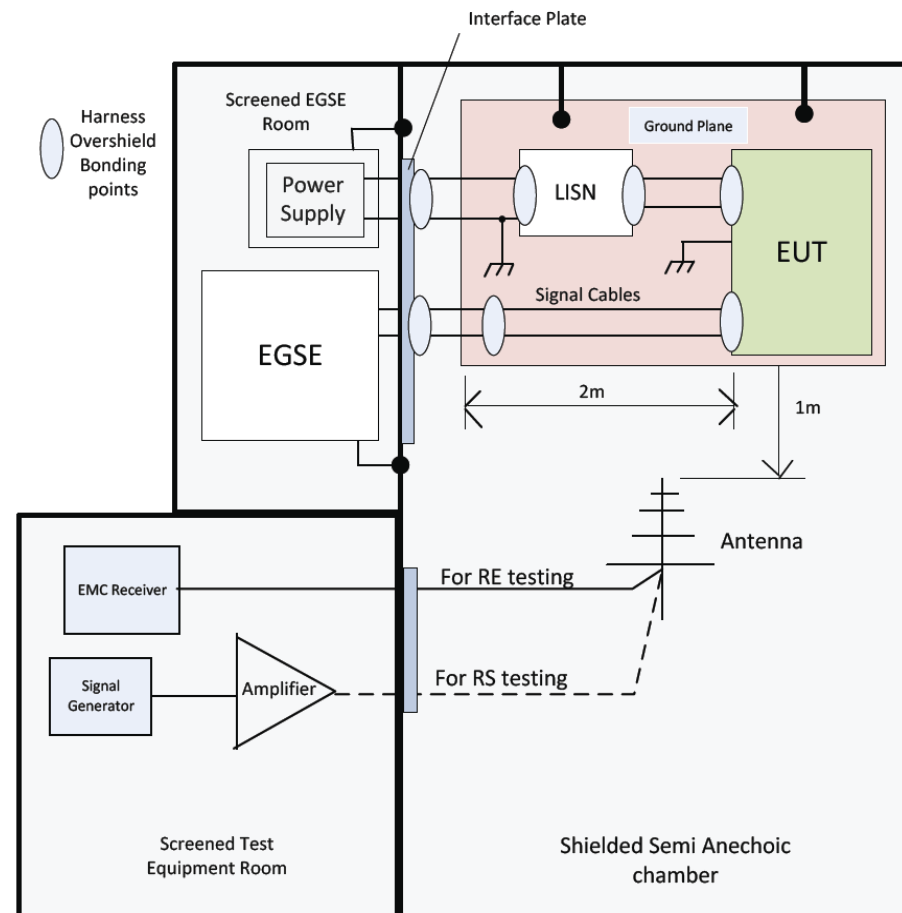 Interface Plate
Harness
Overshield
Bonding
points
Screened EGSE
Room
Power
Supply
EGSE
Ground Plane
LISN
EUT
Signal Cables
2m
1m
Antenna
EMC Receiver
For RE testing
Signal
Generator
Amplifier
For RS testing
Screened Test
Equipment Room
Shielded Semi Anechoic
chamber